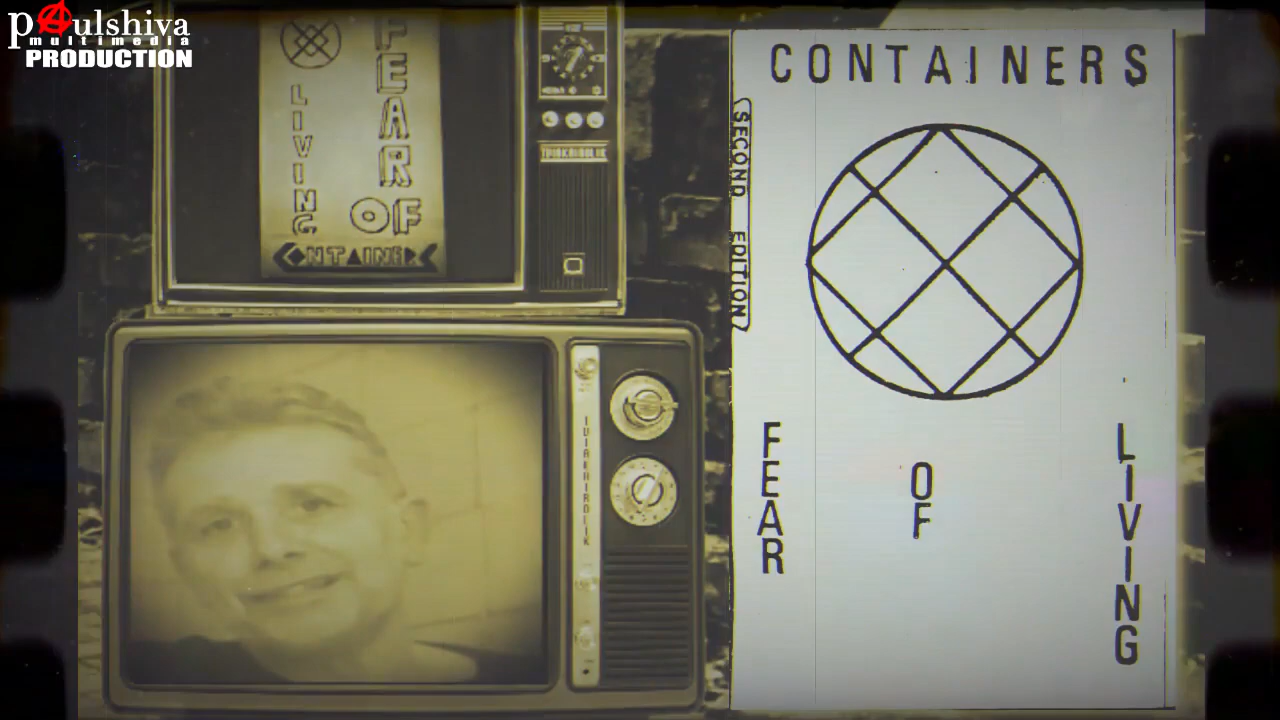 pAulshiva
multimedia
PRODUCTION
LIVING
FEAR
OF
CONTAINERS
CONTAINERS
SECOND EDITION
FEAR
OF
LIVING